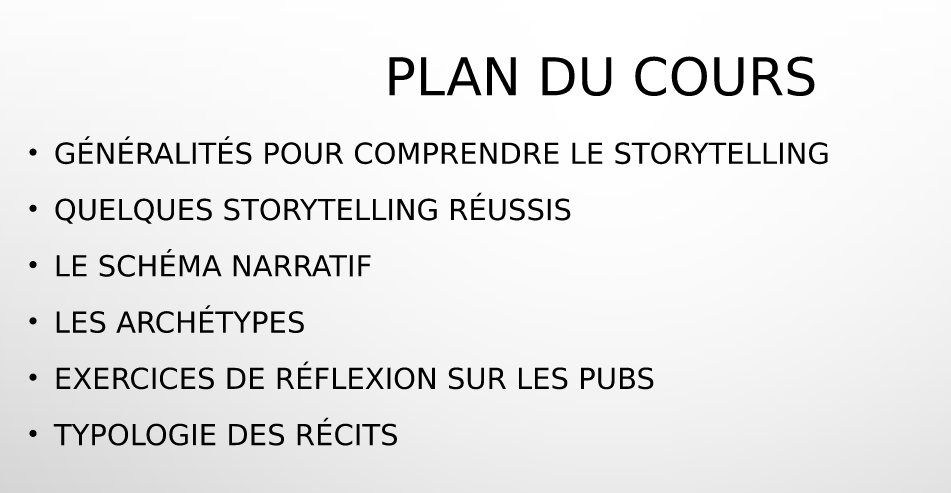 PLAN DU COURS
• GÉNÉRALITÉS POUR COMPRENDRE LE STORYTELLING
• QUELQUES STORYTELLING RÉUSSIS
• LE SCHÉMA NARRATIF
• LES ARCHÉTYPES
• EXERCICES DE RÉFLEXION SUR LES PUBS
• TYPOLOGIE DES RÉCITS